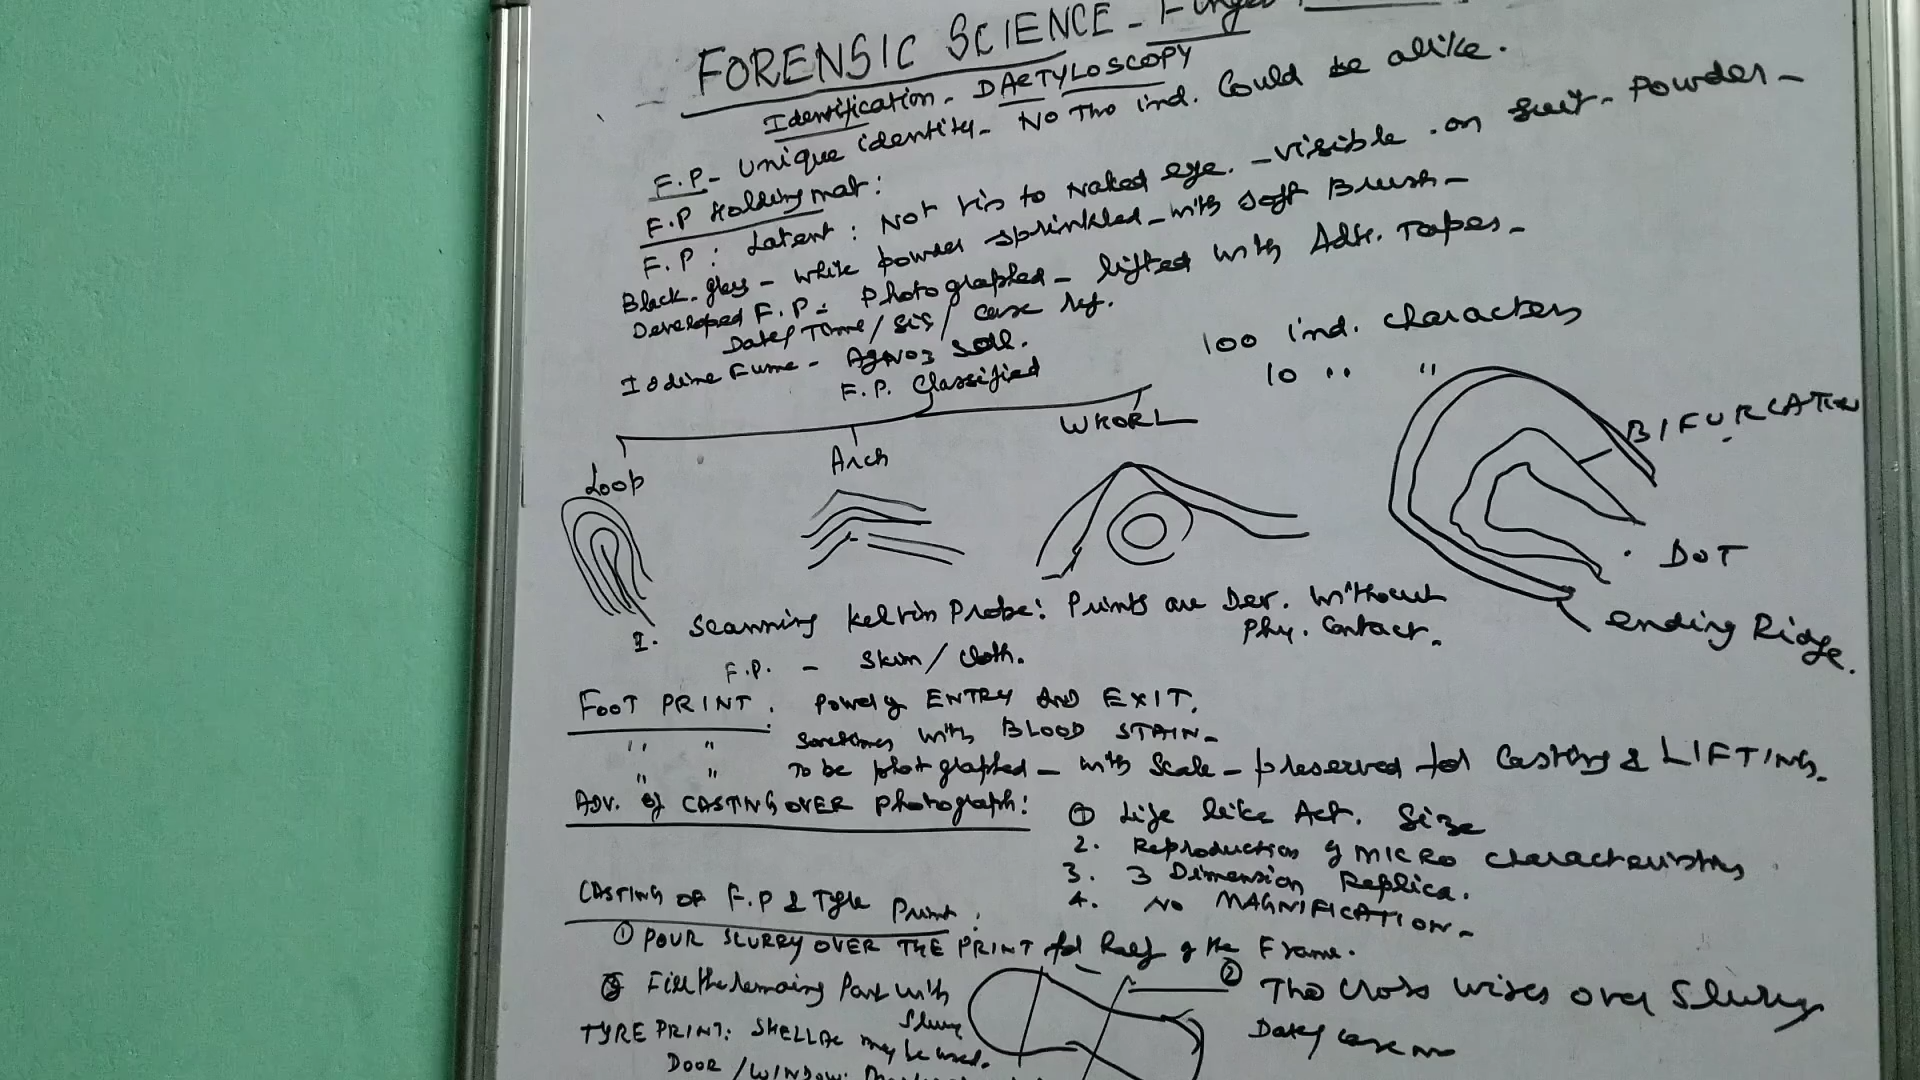 FORENSIC SCIENCE - Finger
Identification - DACTYLOSCOPY
F.P - Unique identity - No Two ind. Could be alike.
F.P Holding mat:
F.P: Latent: Not vis to Naked eye. - visible on suit. Powder -
Black glass - white powder sprinkled - with soft Brush -
Developed F.P: Photographed - lifted with Adh. Tapes -
Date/Time/Sig/case ref.
Iodine Fume - AgNO3 Soll.
F.P. Classified
100 ind. characters
10 " "
Loop
Arch
WHORL
BIFURCATION
DOT
Ending Ridge.
1. Scanning Kelvin Probe: Prints are Dev. Without
Phy. Contact.
F.P. - Skin/cloth.
FOOT PRINT: ENTRY AND EXIT.
" " Sometimes with BLOOD STAIN -
" " To be photographed - with Scale - preserved for Casting & LIFTING.
ADV. of CASTING OVER Photograph:
① Life like Act. Size
2. Reproduction of MICRO characteristics
3. 3 Dimension Replica.
4. NO MAGNIFICATION -
CASTING OF F.P & Tyre Print:
① POUR SLURRY OVER THE PRINT for half of the Frame.
② Two Cross wires over Slurry
③ Fill the remaing Part with
Slurry
Date/case no
TYRE PRINT: SHELLAC may be used.
DOOR/WINDOW: